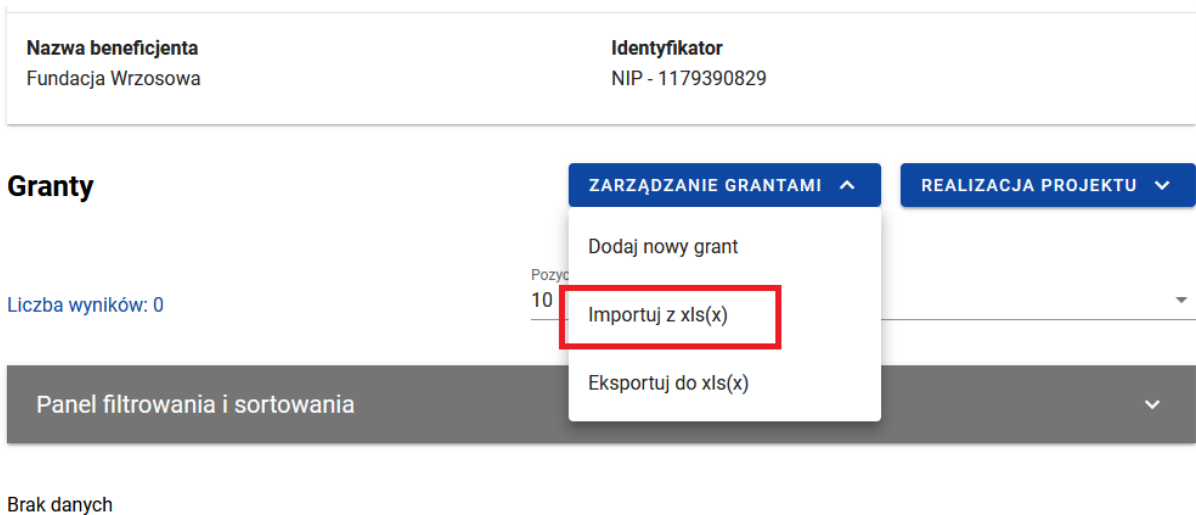 Nazwa beneficjenta
Identyfikator
Fundacja Wrzosowa
NIP - 1179390829
Granty
ZARZĄDZANIE GRANTAMI
REALIZACJA PROJEKTU
Dodaj nowy grant
Pozyc
Liczba wyników: 0
10
Importuj z xls(x)
Eksportuj do xls(x)
Panel filtrowania i sortowania
Brak danych